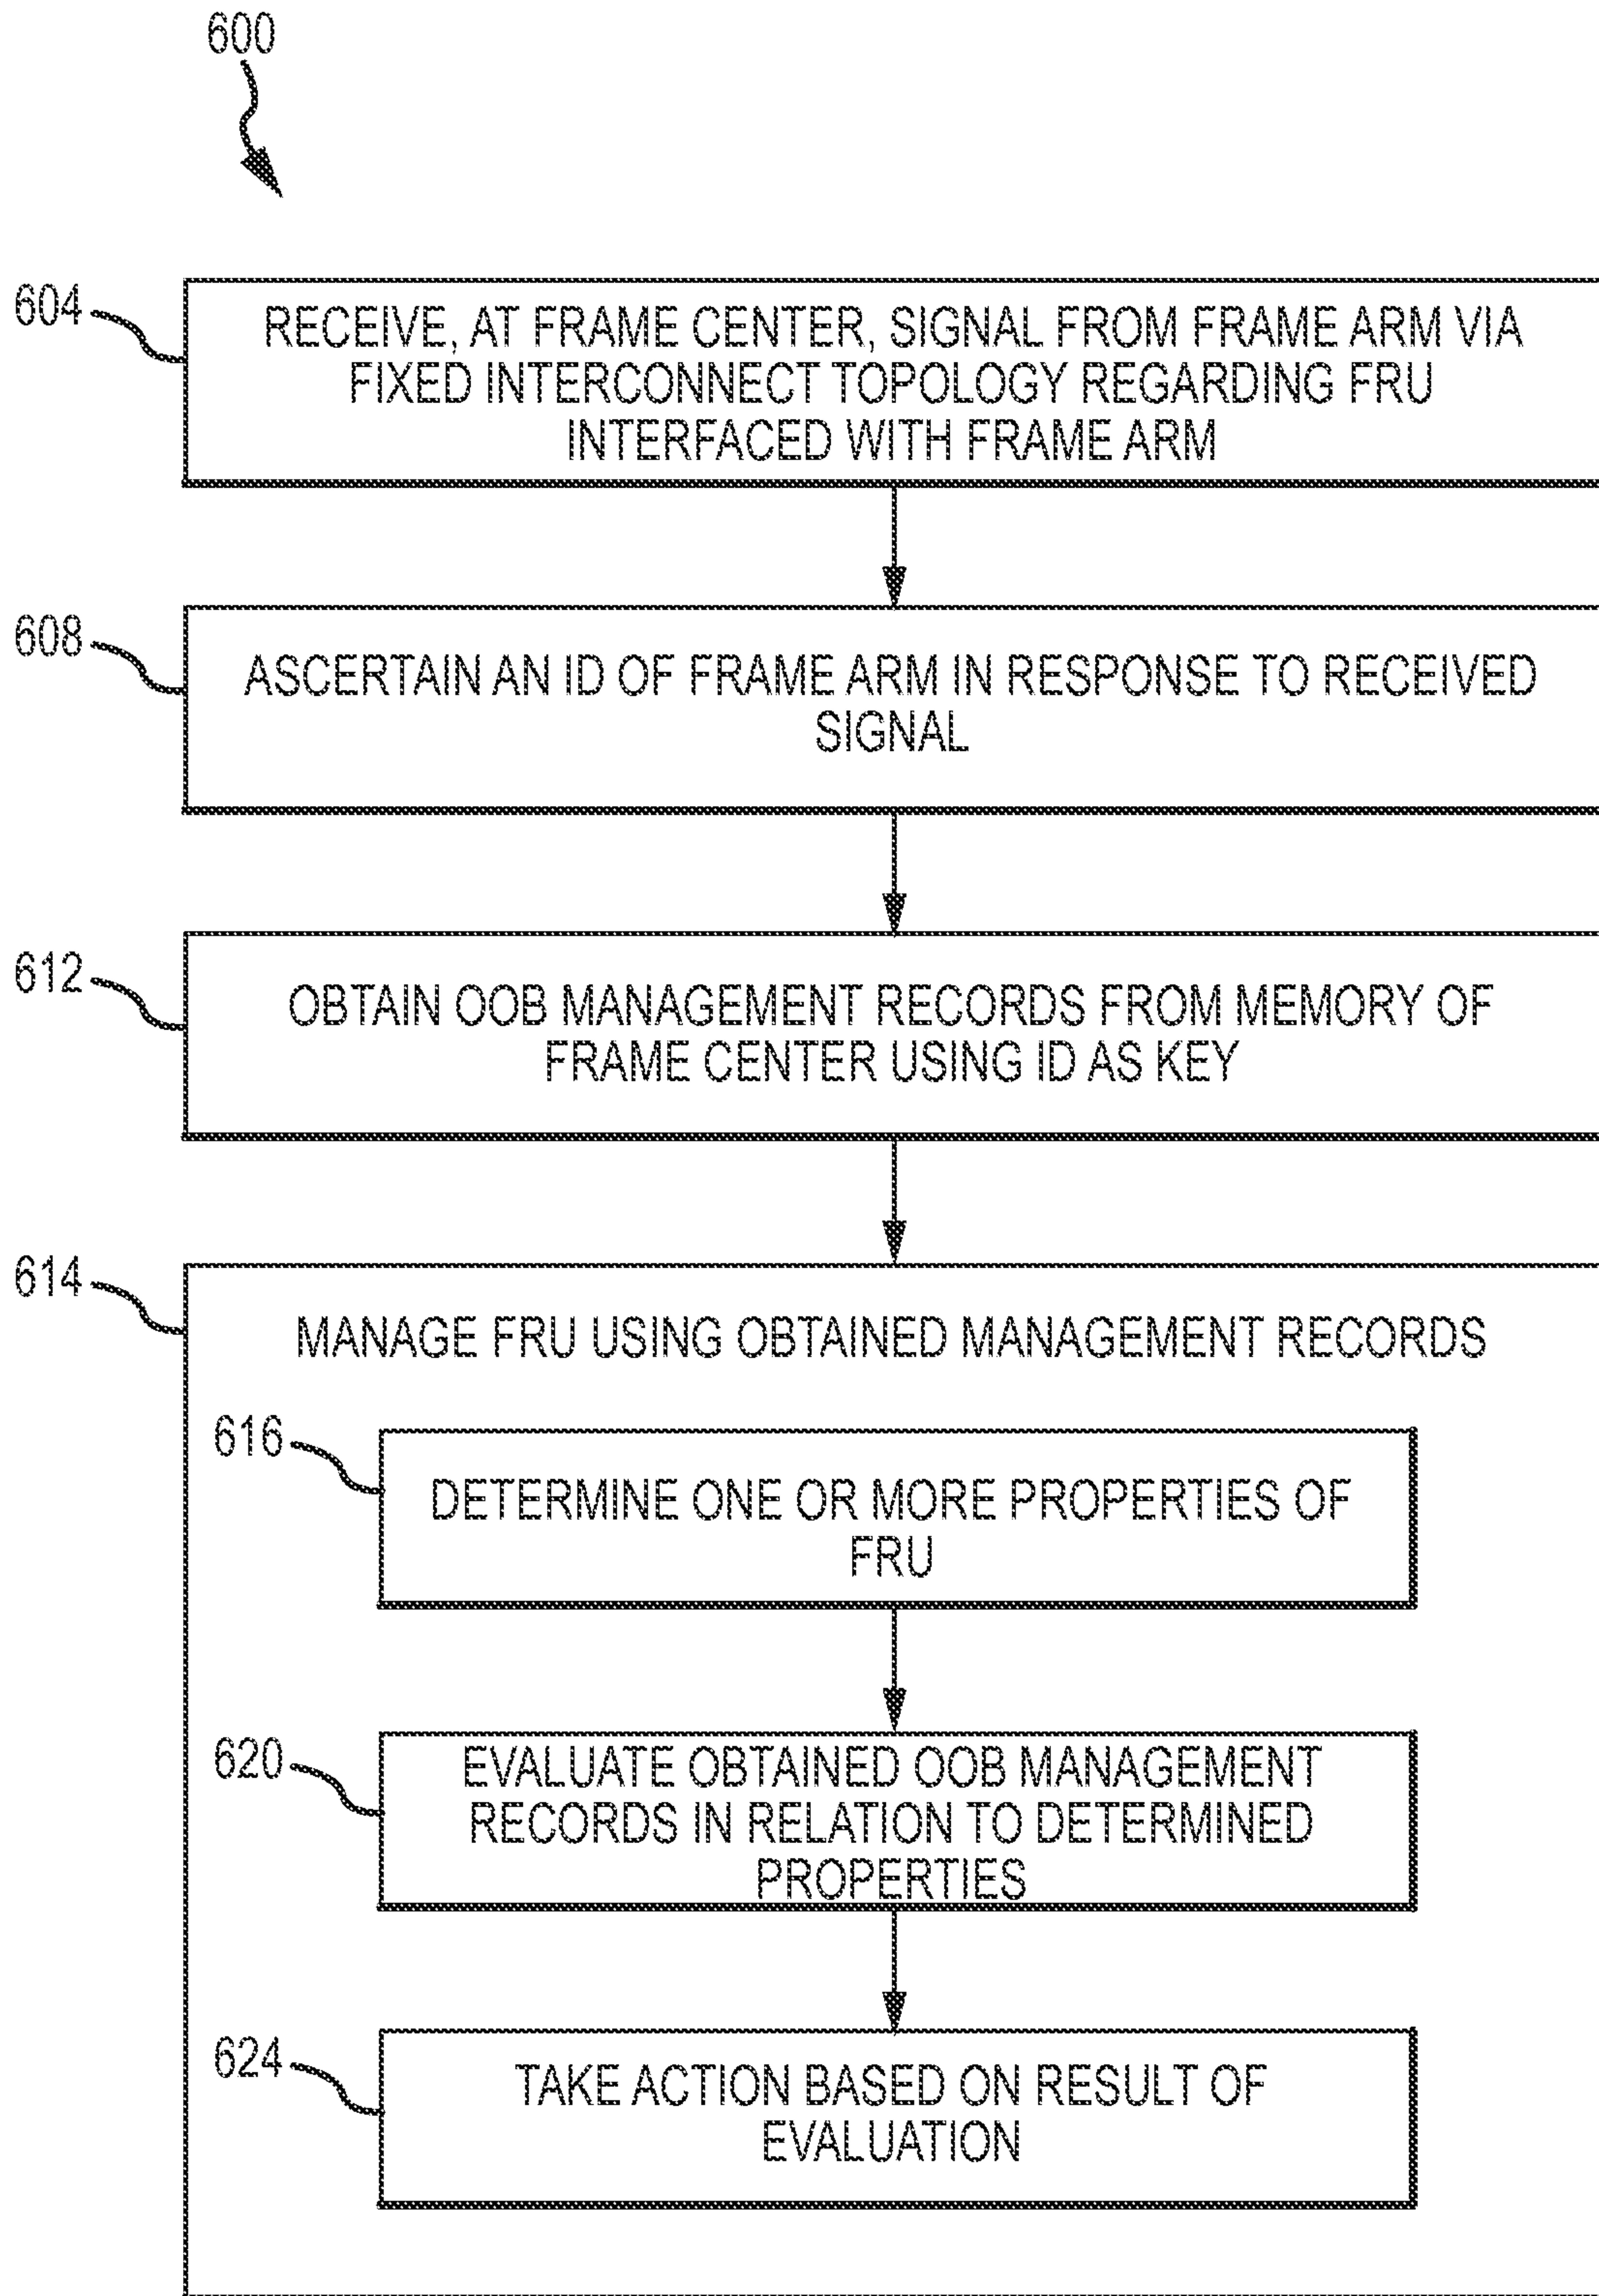 600
604
RECEIVE, AT FRAME CENTER, SIGNAL FROM FRAME ARM VIA
FIXED INTERCONNECT TOPOLOGY REGARDING FRU
INTERFACED WITH FRAME ARM
608
ASCERTAIN AN ID OF FRAME ARM IN RESPONSE TO RECEIVED
SIGNAL
612
OBTAIN OOB MANAGEMENT RECORDS FROM MEMORY OF
FRAME CENTER USING ID AS KEY
614
MANAGE FRU USING OBTAINED MANAGEMENT RECORDS
616
DETERMINE ONE OR MORE PROPERTIES OF
FRU
620
EVALUATE OBTAINED OOB MANAGEMENT
RECORDS IN RELATION TO DETERMINED
PROPERTIES
624
TAKE ACTION BASED ON RESULT OF
EVALUATION